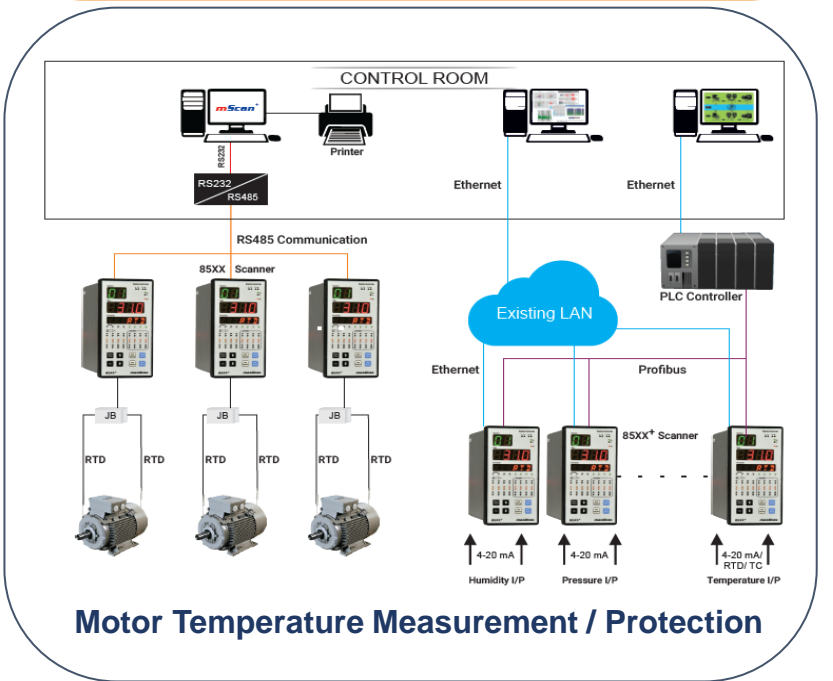 CONTROL ROOM
mScan+
Printer
RS232
RS232
RS485
Ethernet
Ethernet
RS485 Communication
85XX Scanner
PLC Controller
Existing LAN
Ethernet
Profibus
85XX+ Scanner
JB
JB
JB
RTD
RTD
RTD
RTD
RTD
RTD
4-20 mA
4-20 mA
4-20 mA/
RTD/ TC
Humidity I/P
Pressure I/P
Temperature I/P
Motor Temperature Measurement / Protection